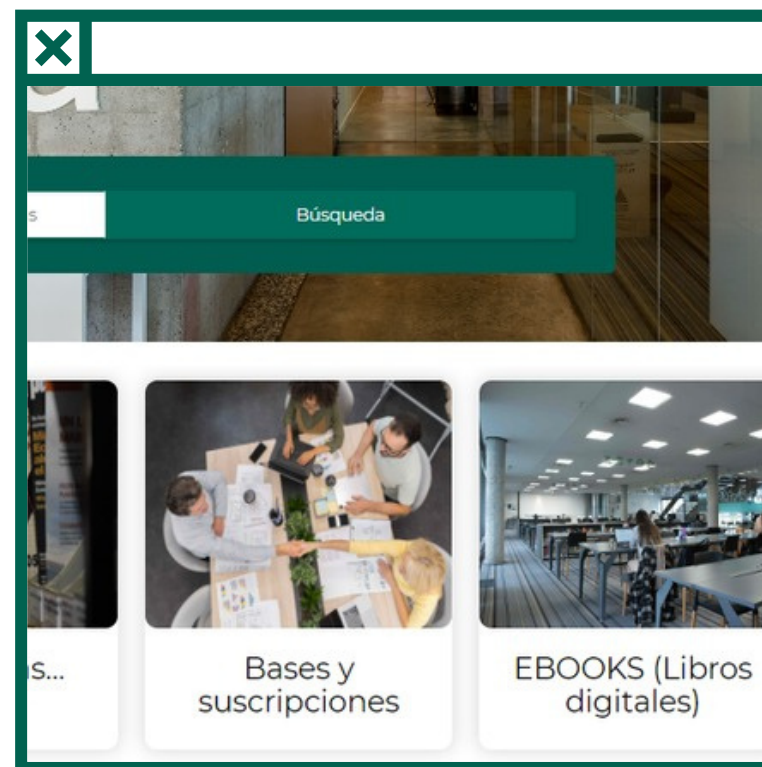 s
Búsqueda
s...
Bases y
suscripciones
EBOOKS (Libros
digitales)